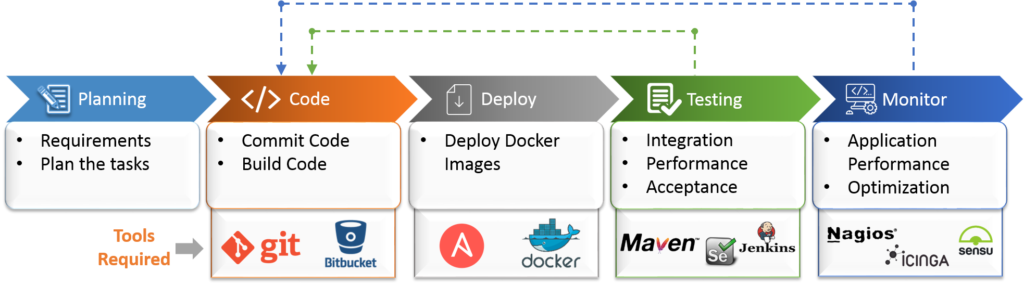 Planning
</> Code
Deploy
Testing
Monitor
• Requirements
• Plan the tasks
• Commit Code
• Build Code
• Deploy Docker
Images
• Integration
• Performance
• Acceptance
• Application
Performance
• Optimization
Tools
Required
git
Bitbucket
A
docker
Maven™
Se
Jenkins
Nagios®
ICINGA
sensu